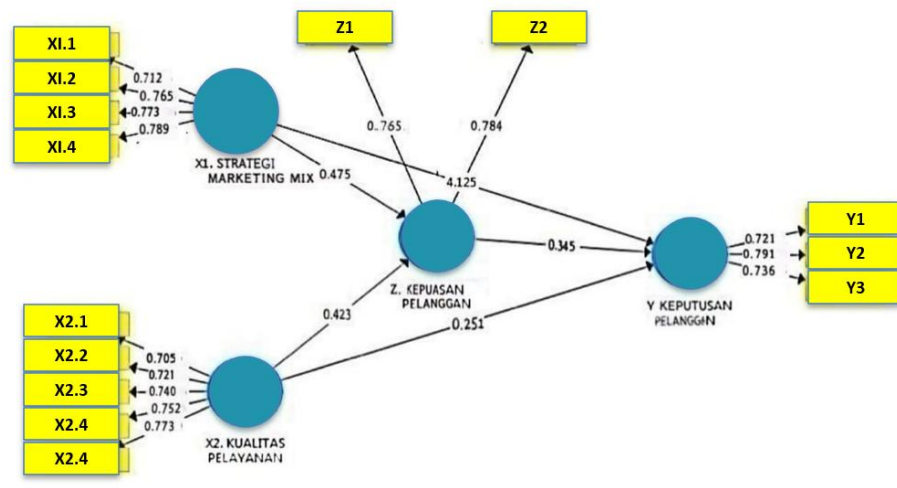 Z1
Z2
XI.1
XI.2
XI.3
XI.4
0.712
0.765
0.773
0.789
X1. STRATEGI
MARKETING MIX
0.475
0.765
0.784
4.125
Z. KEPUASAN
PELANGGAN
0.345
0.423
0.251
Y KEPUTUSAN
PELANGGAN
0.721
0.791
0.736
Y1
Y2
Y3
X2.1
X2.2
X2.3
X2.4
X2.4
0.705
0.721
0.740
0.752
0.773
X2. KUALITAS
PELAYANAN